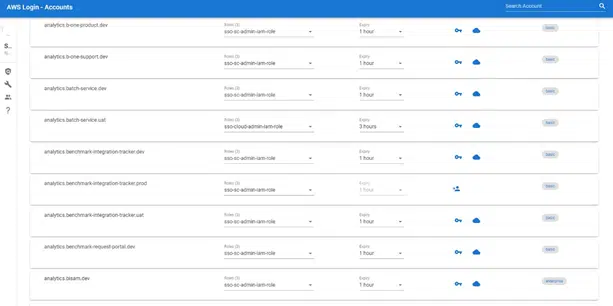 AWS Login - Accounts
Search Account
analytics.b-one-product.dev
Roles (3)
sso-sc-admin-iam-role
Expiry
1 hour
basic
analytics.b-one-support.dev
Roles (3)
sso-sc-admin-iam-role
Expiry
1 hour
basic
analytics.batch-service.dev
Roles (3)
sso-sc-admin-iam-role
Expiry
1 hour
basic
analytics.batch-service.uat
Roles (3)
sso-cloud-admin-iam-role
Expiry
3 hours
basic
analytics.benchmark-integration-tracker.dev
Roles (3)
sso-sc-admin-iam-role
Expiry
1 hour
basic
analytics.benchmark-integration-tracker.prod
Roles (3)
sso-sc-admin-iam-role
Expiry
1 hour
basic
analytics.benchmark-integration-tracker.uat
Roles (3)
sso-sc-admin-iam-role
Expiry
1 hour
basic
analytics.benchmark-request-portal.dev
Roles (3)
sso-sc-admin-iam-role
Expiry
1 hour
basic
Roles (3)
sso-sc-admin-iam-role
Expiry
1 hour
enterprise